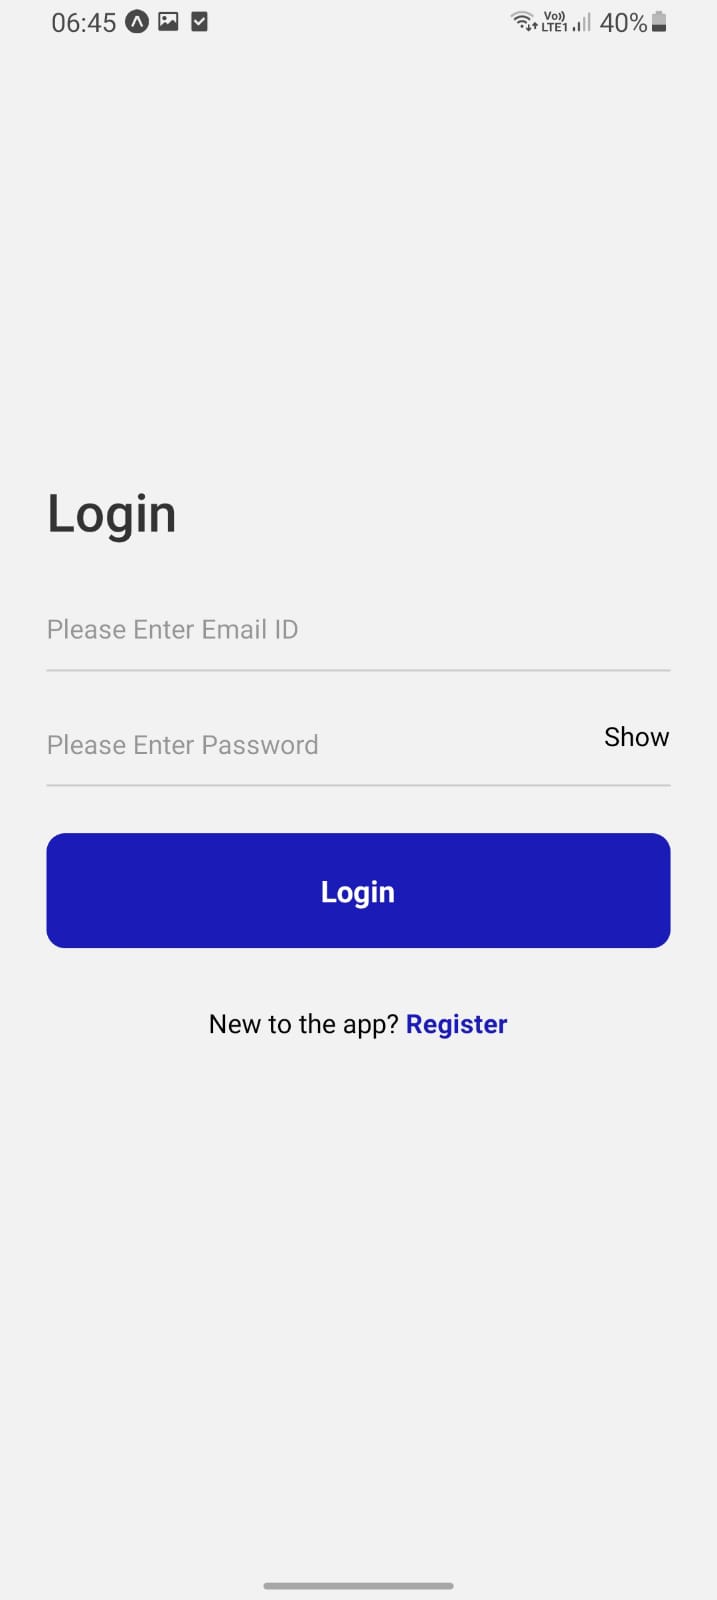 06:45 Vo)) LTE1 40%
Login
Please Enter Email ID
Please Enter Password Show
Login
New to the app? Register